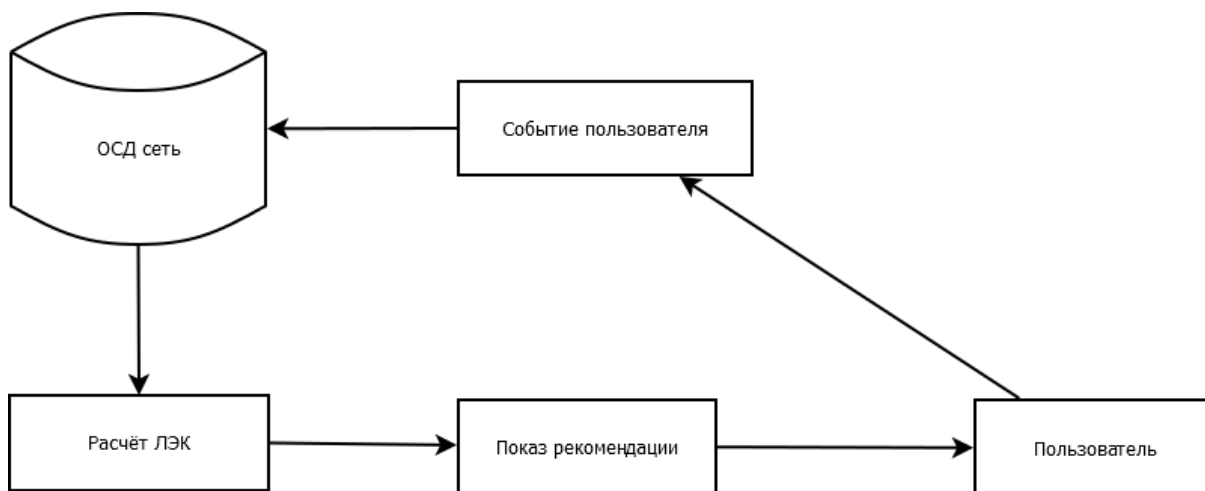 Событие пользователя
ОСД сеть
Расчёт ЛЭК
Показ рекомендации
Пользователь